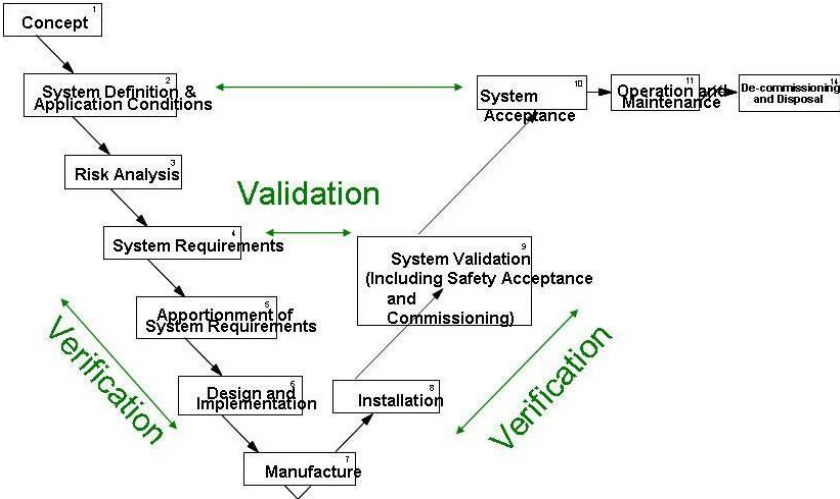 Concept 1
System Definition & 2
Application Conditions
Risk Analysis 3
System Requirements 4
Apportionment of 5
System Requirements
Design and 6
Implementation
Manufacture 7
Installation 8
System Validation 9
(Including Safety Acceptance
and
Commissioning)
System 10
Acceptance
Operation and 11
Maintenance
De-commissioning 14
and Disposal
Validation
Verification
Verification